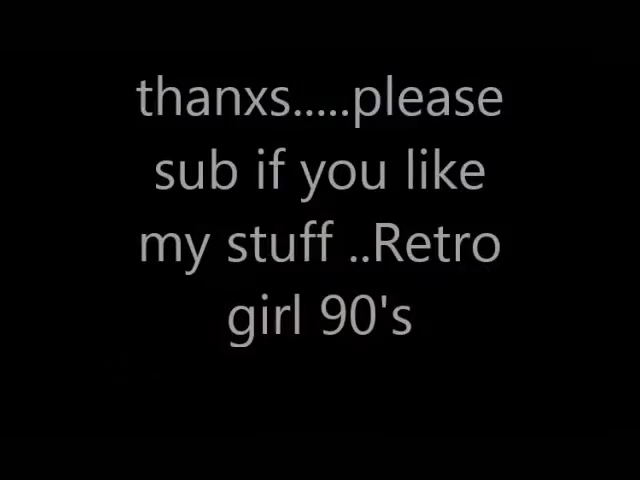 thanxs.....please
sub if you like
my stuff ..Retro
girl 90's